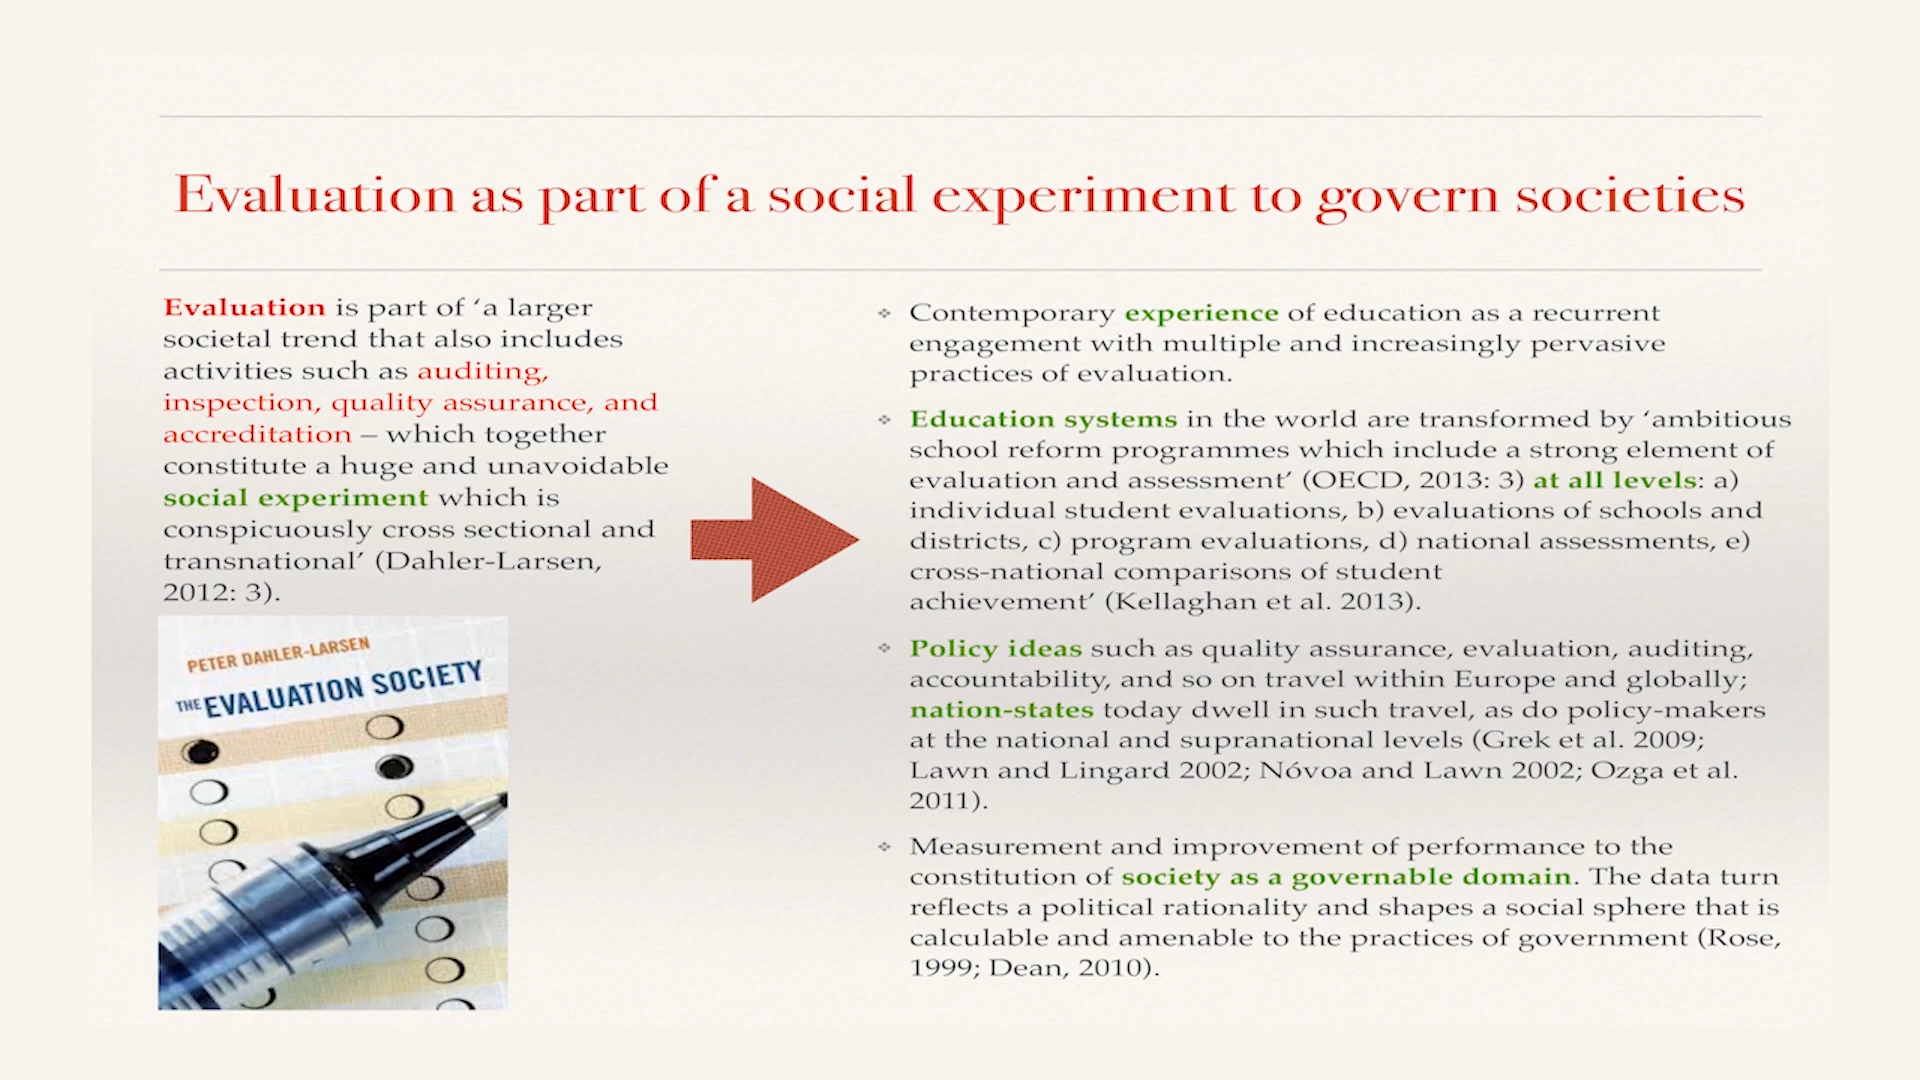 Evaluation as part of a social experiment to govern societies
Evaluation is part of ‘a larger
societal trend that also includes
activities such as auditing,
inspection, quality assurance, and
accreditation – which together
constitute a huge and unavoidable
social experiment which is
conspicuously cross sectional and
transnational’ (Dahler-Larsen,
2012: 3).
PETER DAHLER-LARSEN
THE EVALUATION SOCIETY
Contemporary experience of education as a recurrent
engagement with multiple and increasingly pervasive
practices of evaluation.
Education systems in the world are transformed by ‘ambitious
school reform programmes which include a strong element of
evaluation and assessment’ (OECD, 2013: 3) at all levels: a)
individual student evaluations, b) evaluations of schools and
districts, c) program evaluations, d) national assessments, e)
cross-national comparisons of student
achievement’ (Kellaghan et al. 2013).
Policy ideas such as quality assurance, evaluation, auditing,
accountability, and so on travel within Europe and globally;
nation-states today dwell in such travel, as do policy-makers
at the national and supranational levels (Grek et al. 2009;
Lawn and Lingard 2002; Nóvoa and Lawn 2002; Ozga et al.
2011).
Measurement and improvement of performance to the
constitution of society as a governable domain. The data turn
reflects a political rationality and shapes a social sphere that is
calculable and amenable to the practices of government (Rose,
1999; Dean, 2010).